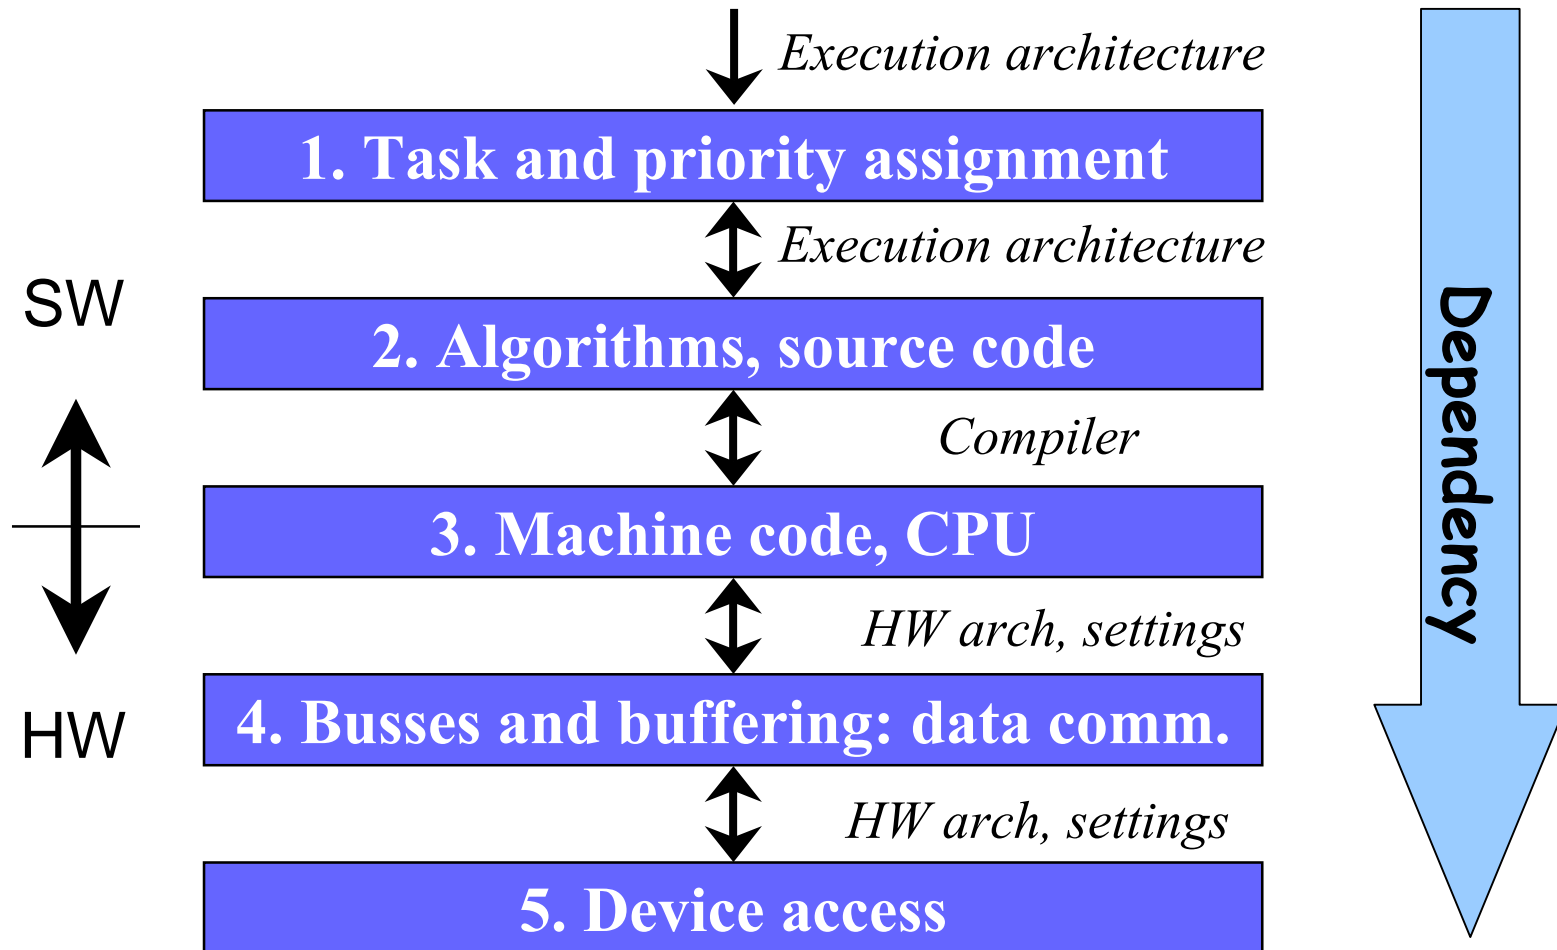 Execution architecture
1. Task and priority assignment
Execution architecture
SW
2. Algorithms, source code
Compiler
3. Machine code, CPU
HW arch, settings
HW
4. Busses and buffering: data comm.
HW arch, settings
5. Device access
Dependency